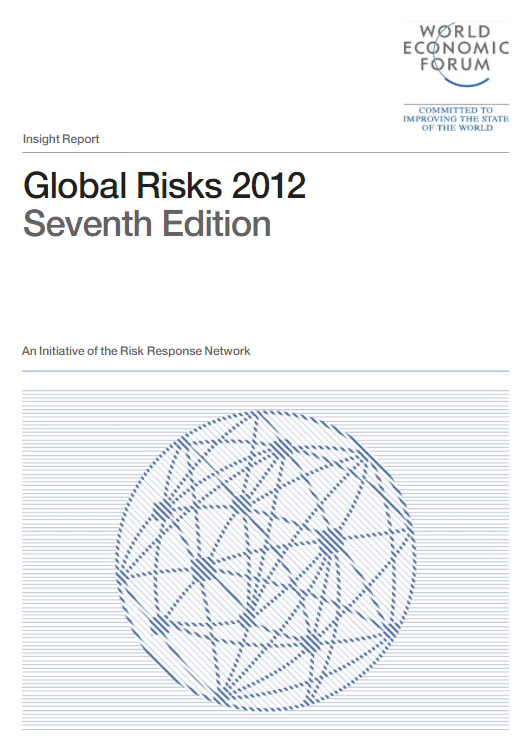 WORLD
ECONOMIC
FORUM
COMMITTED TO
IMPROVING THE STATE
OF THE WORLD
Insight Report
Global Risks 2012
Seventh Edition
An Initiative of the Risk Response Network